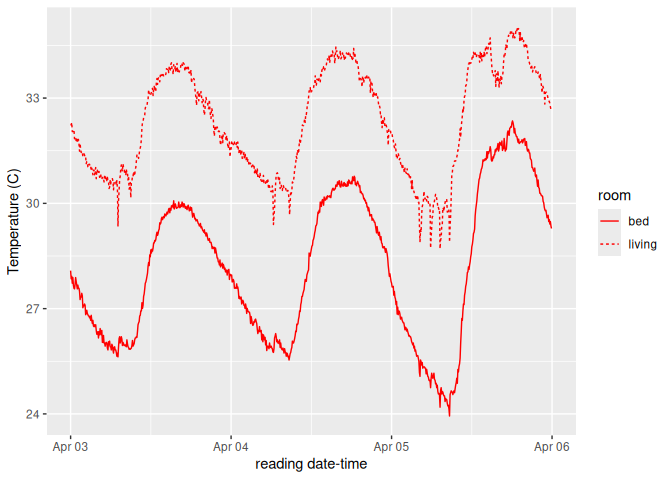 Temperature (C)
33
30
27
24
Apr 03
Apr 04
Apr 05
Apr 06
reading date-time
room
bed
living